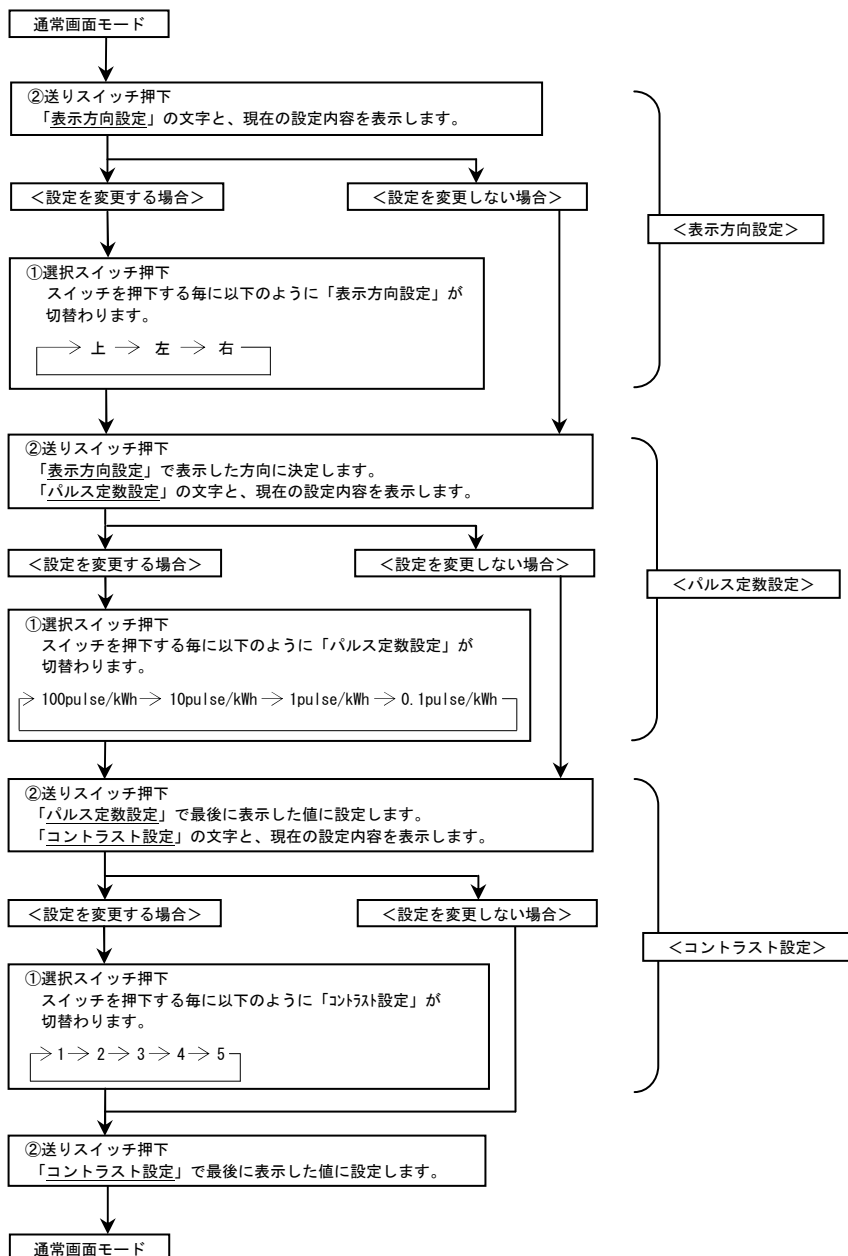 通常画面モード
②送りスイッチ押下
「表示方向設定」の文字と、現在の設定内容を表示します。
<設定を変更する場合>
<設定を変更しない場合>
<表示方向設定>
①選択スイッチ押下
スイッチを押下する毎に以下のように「表示方向設定」が
切替わります。
上 → 左 → 右
②送りスイッチ押下
「表示方向設定」で表示した方向に決定します。
「パルス定数設定」の文字と、現在の設定内容を表示します。
<設定を変更する場合>
<設定を変更しない場合>
<パルス定数設定>
①選択スイッチ押下
スイッチを押下する毎に以下のように「パルス定数設定」が
切替わります。
100pulse/kWh → 10pulse/kWh → 1pulse/kWh → 0.1pulse/kWh
②送りスイッチ押下
「パルス定数設定」で最後に表示した値に設定します。
「コントラスト設定」の文字と、現在の設定内容を表示します。
<設定を変更する場合>
<設定を変更しない場合>
<コントラスト設定>
①選択スイッチ押下
スイッチを押下する毎に以下のように「ｺﾝﾄﾗｽﾄ設定」が
切替わります。
1 → 2 → 3 → 4 → 5
②送りスイッチ押下
「コントラスト設定」で最後に表示した値に設定します。
通常画面モード